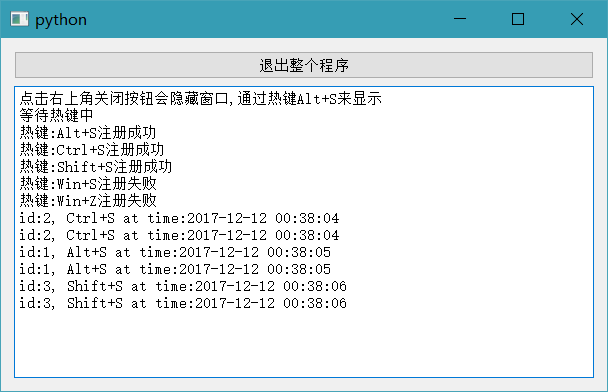 python
退出整个程序
点击右上角关闭按钮会隐藏窗口,通过热键Alt+S来显示
等待热键中
热键:Alt+S注册成功
热键:Ctrl+S注册成功
热键:Shift+S注册成功
热键:Win+S注册失败
热键:Win+Z注册失败
id:2, Ctrl+S at time:2017-12-12 00:38:04
id:2, Ctrl+S at time:2017-12-12 00:38:04
id:1, Alt+S at time:2017-12-12 00:38:05
id:1, Alt+S at time:2017-12-12 00:38:05
id:3, Shift+S at time:2017-12-12 00:38:06
id:3, Shift+S at time:2017-12-12 00:38:06